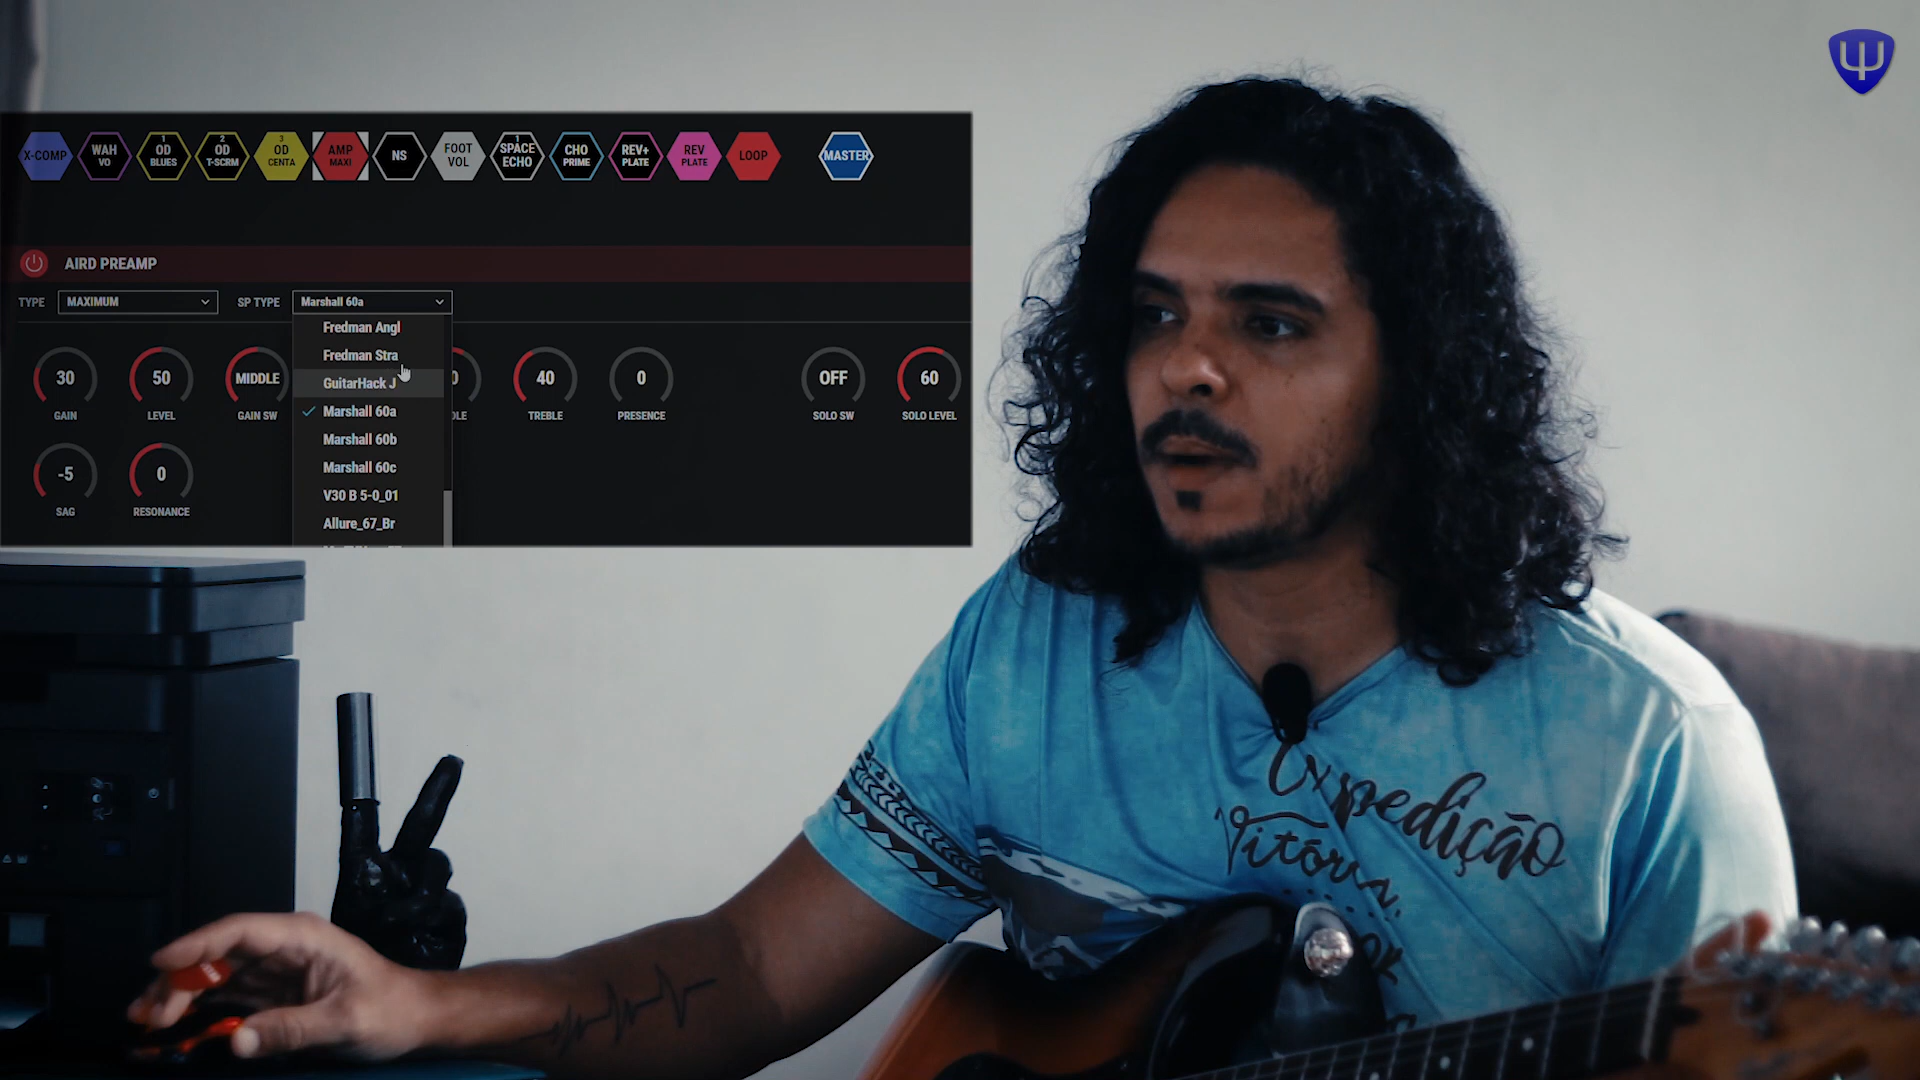 X-COMP
WAH
VO
1
OD
BLUES
2
OD
T-SCRM
3
OD
CENTA
AMP
MAXI
NS
FOOT
VOL
1
SPACE
ECHO
CHO
PRIME
REV+
PLATE
REV
PLATE
LOOP
MASTER
AIRD PREAMP
TYPE
MAXIMUM
SP TYPE
Marshall 60a
Fredman Angl
Fredman Stra
GuitarHack J
Marshall 60a
Marshall 60b
Marshall 60c
V30 B 5-0_01
Allure_67_Br
30
GAIN
50
LEVEL
MIDDLE
GAIN SW
0
DLE
40
TREBLE
0
PRESENCE
OFF
SOLO SW
60
SOLO LEVEL
-5
SAG
0
RESONANCE
Expedição